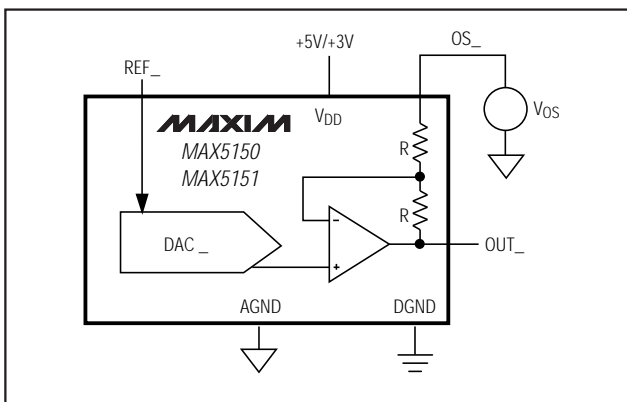 +5V/+3V
OS_
REF_
VDD
VOS
MAXIM
MAX5150
MAX5151
R
R
DAC _
−
+
OUT_
AGND
DGND